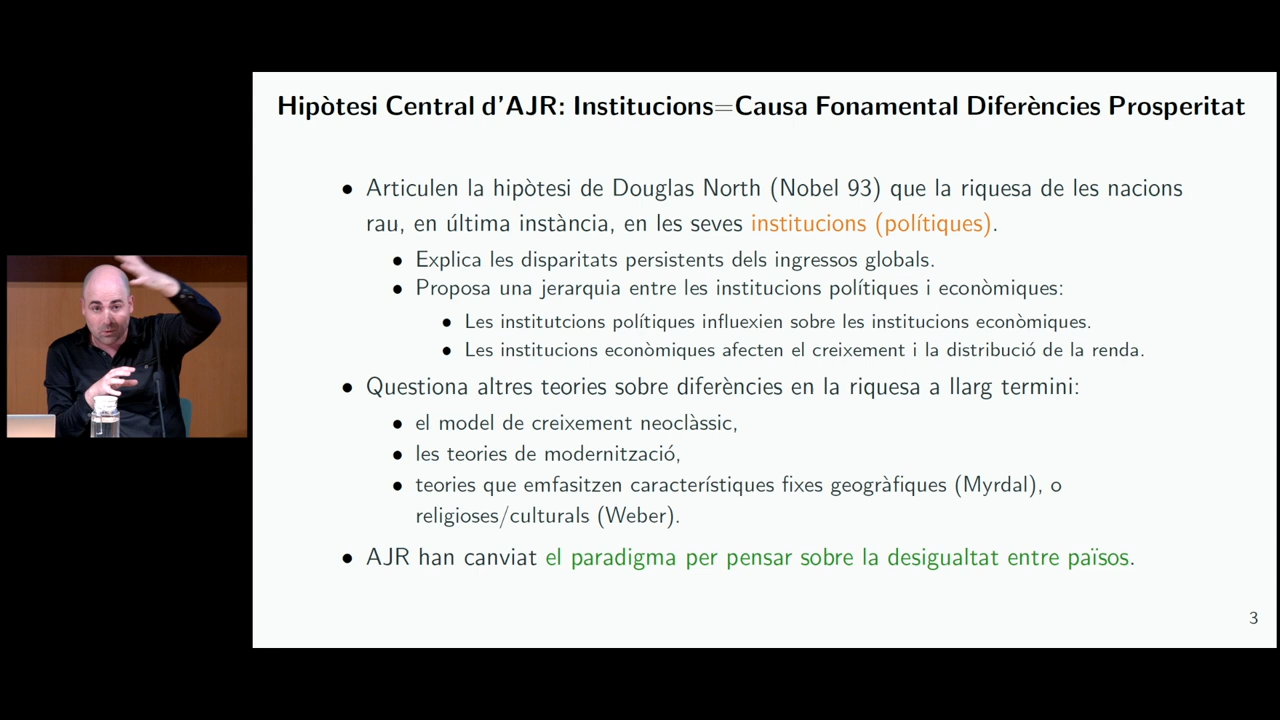 Hipòtesi Central d'AJR: Institucions=Causa Fonamental Diferències Prosperitat
• Articulen la hipòtesi de Douglas North (Nobel 93) que la riquesa de les nacions
rau, en última instància, en les seves institucions (polítiques).
• Explica les disparitats persistents dels ingressos globals.
• Proposa una jerarquia entre les institucions polítiques i econòmiques:
• Les institutcions polítiques influexien sobre les institucions econòmiques.
• Les institucions econòmiques afecten el creixement i la distribució de la renda.
• Questiona altres teories sobre diferències en la riquesa a llarg termini:
• el model de creixement neoclàssic,
• les teories de modernització,
• teories que emfasitzen característiques fixes geogràfiques (Myrdal), o
religioses/culturals (Weber).
• AJR han canviat el paradigma per pensar sobre la desigualtat entre països.
3